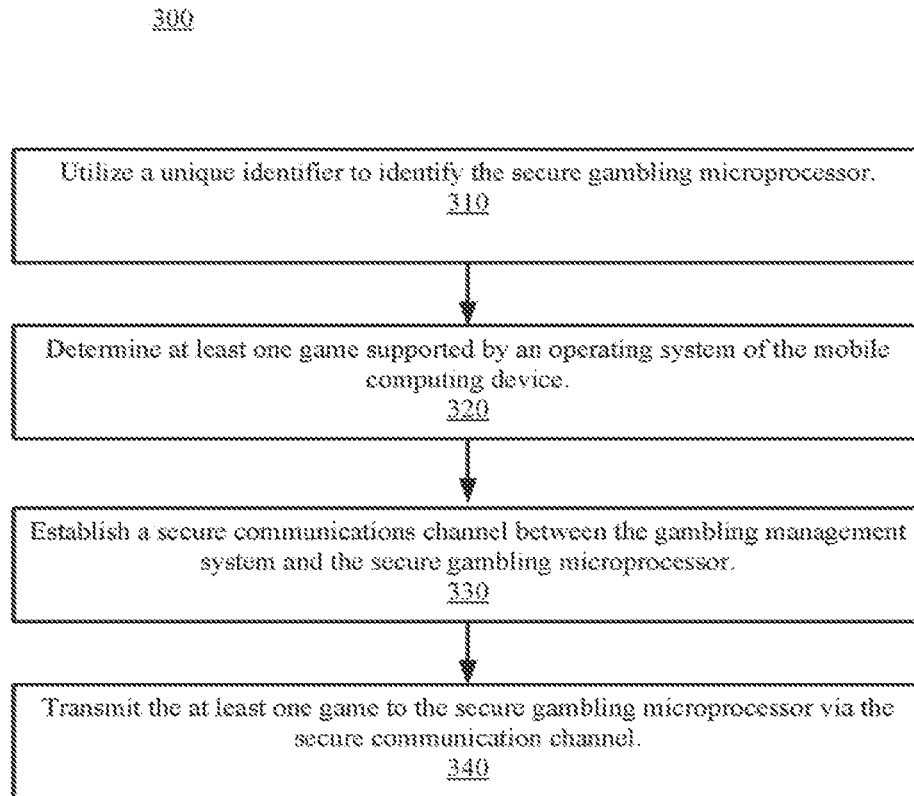 300
Utilize a unique identifier to identify the secure gambling microprocessor.
310
Determine at least one game supported by an operating system of the mobile
computing device.
320
Establish a secure communications channel between the gambling management
system and the secure gambling microprocessor.
330
Transmit the at least one game to the secure gambling microprocessor via the
secure communication channel.
340